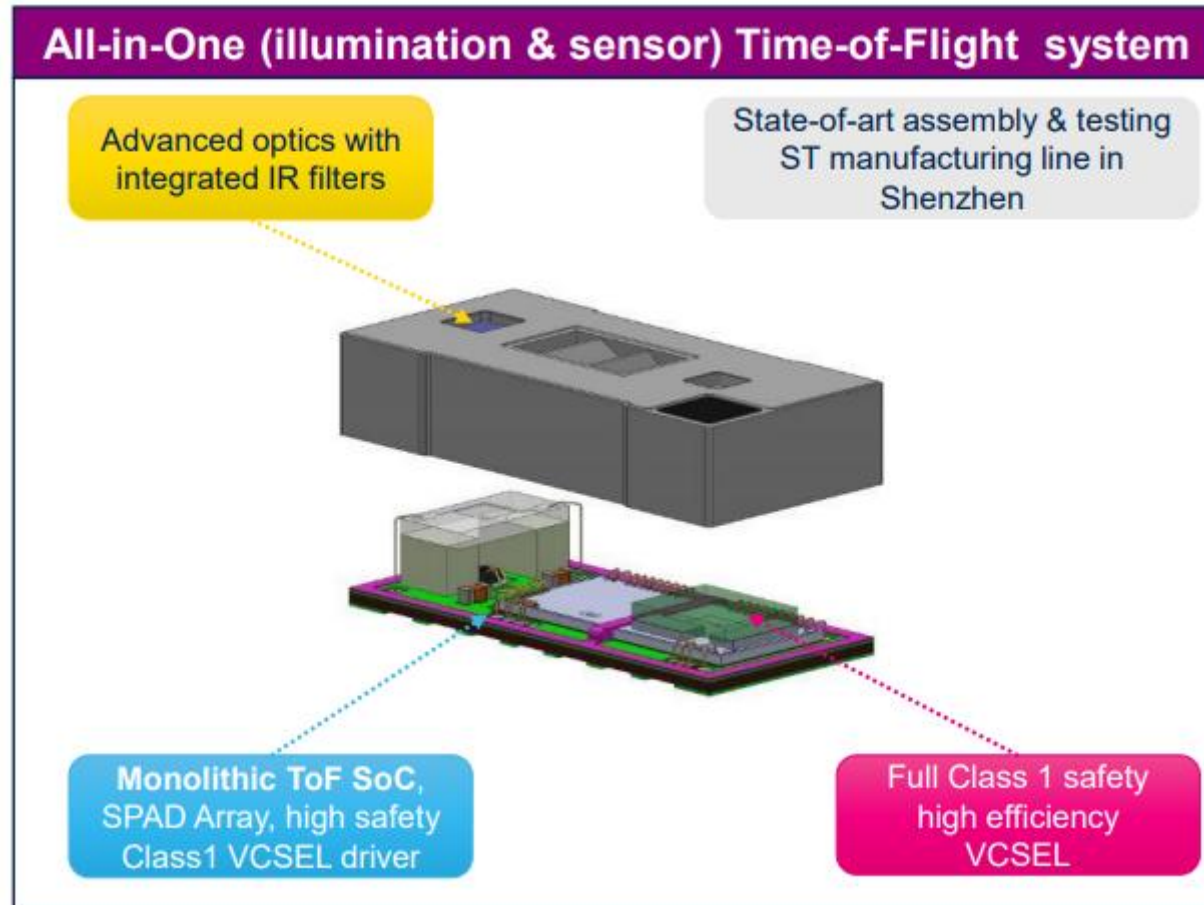 All-in-One (illumination & sensor) Time-of-Flight system
Advanced optics with
integrated IR filters
State-of-art assembly & testing
ST manufacturing line in
Shenzhen
Monolithic ToF SoC,
SPAD Array, high safety
Class1 VCSEL driver
Full Class 1 safety
high efficiency
VCSEL